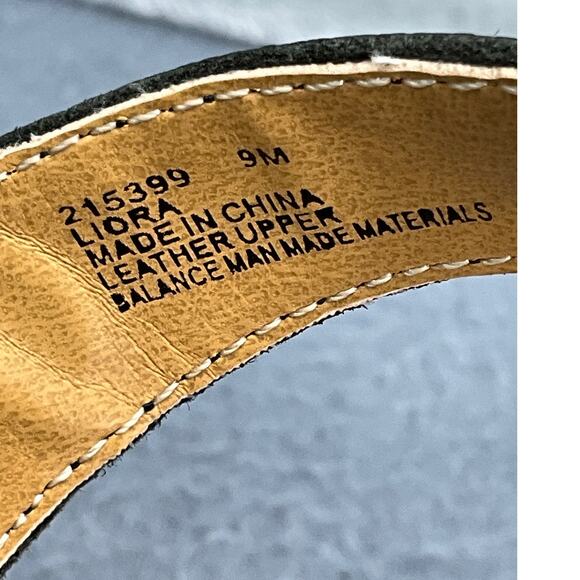 215399 9M
LIORA
MADE IN CHINA
LEATHER UPPER
BALANCE MAN MADE MATERIALS